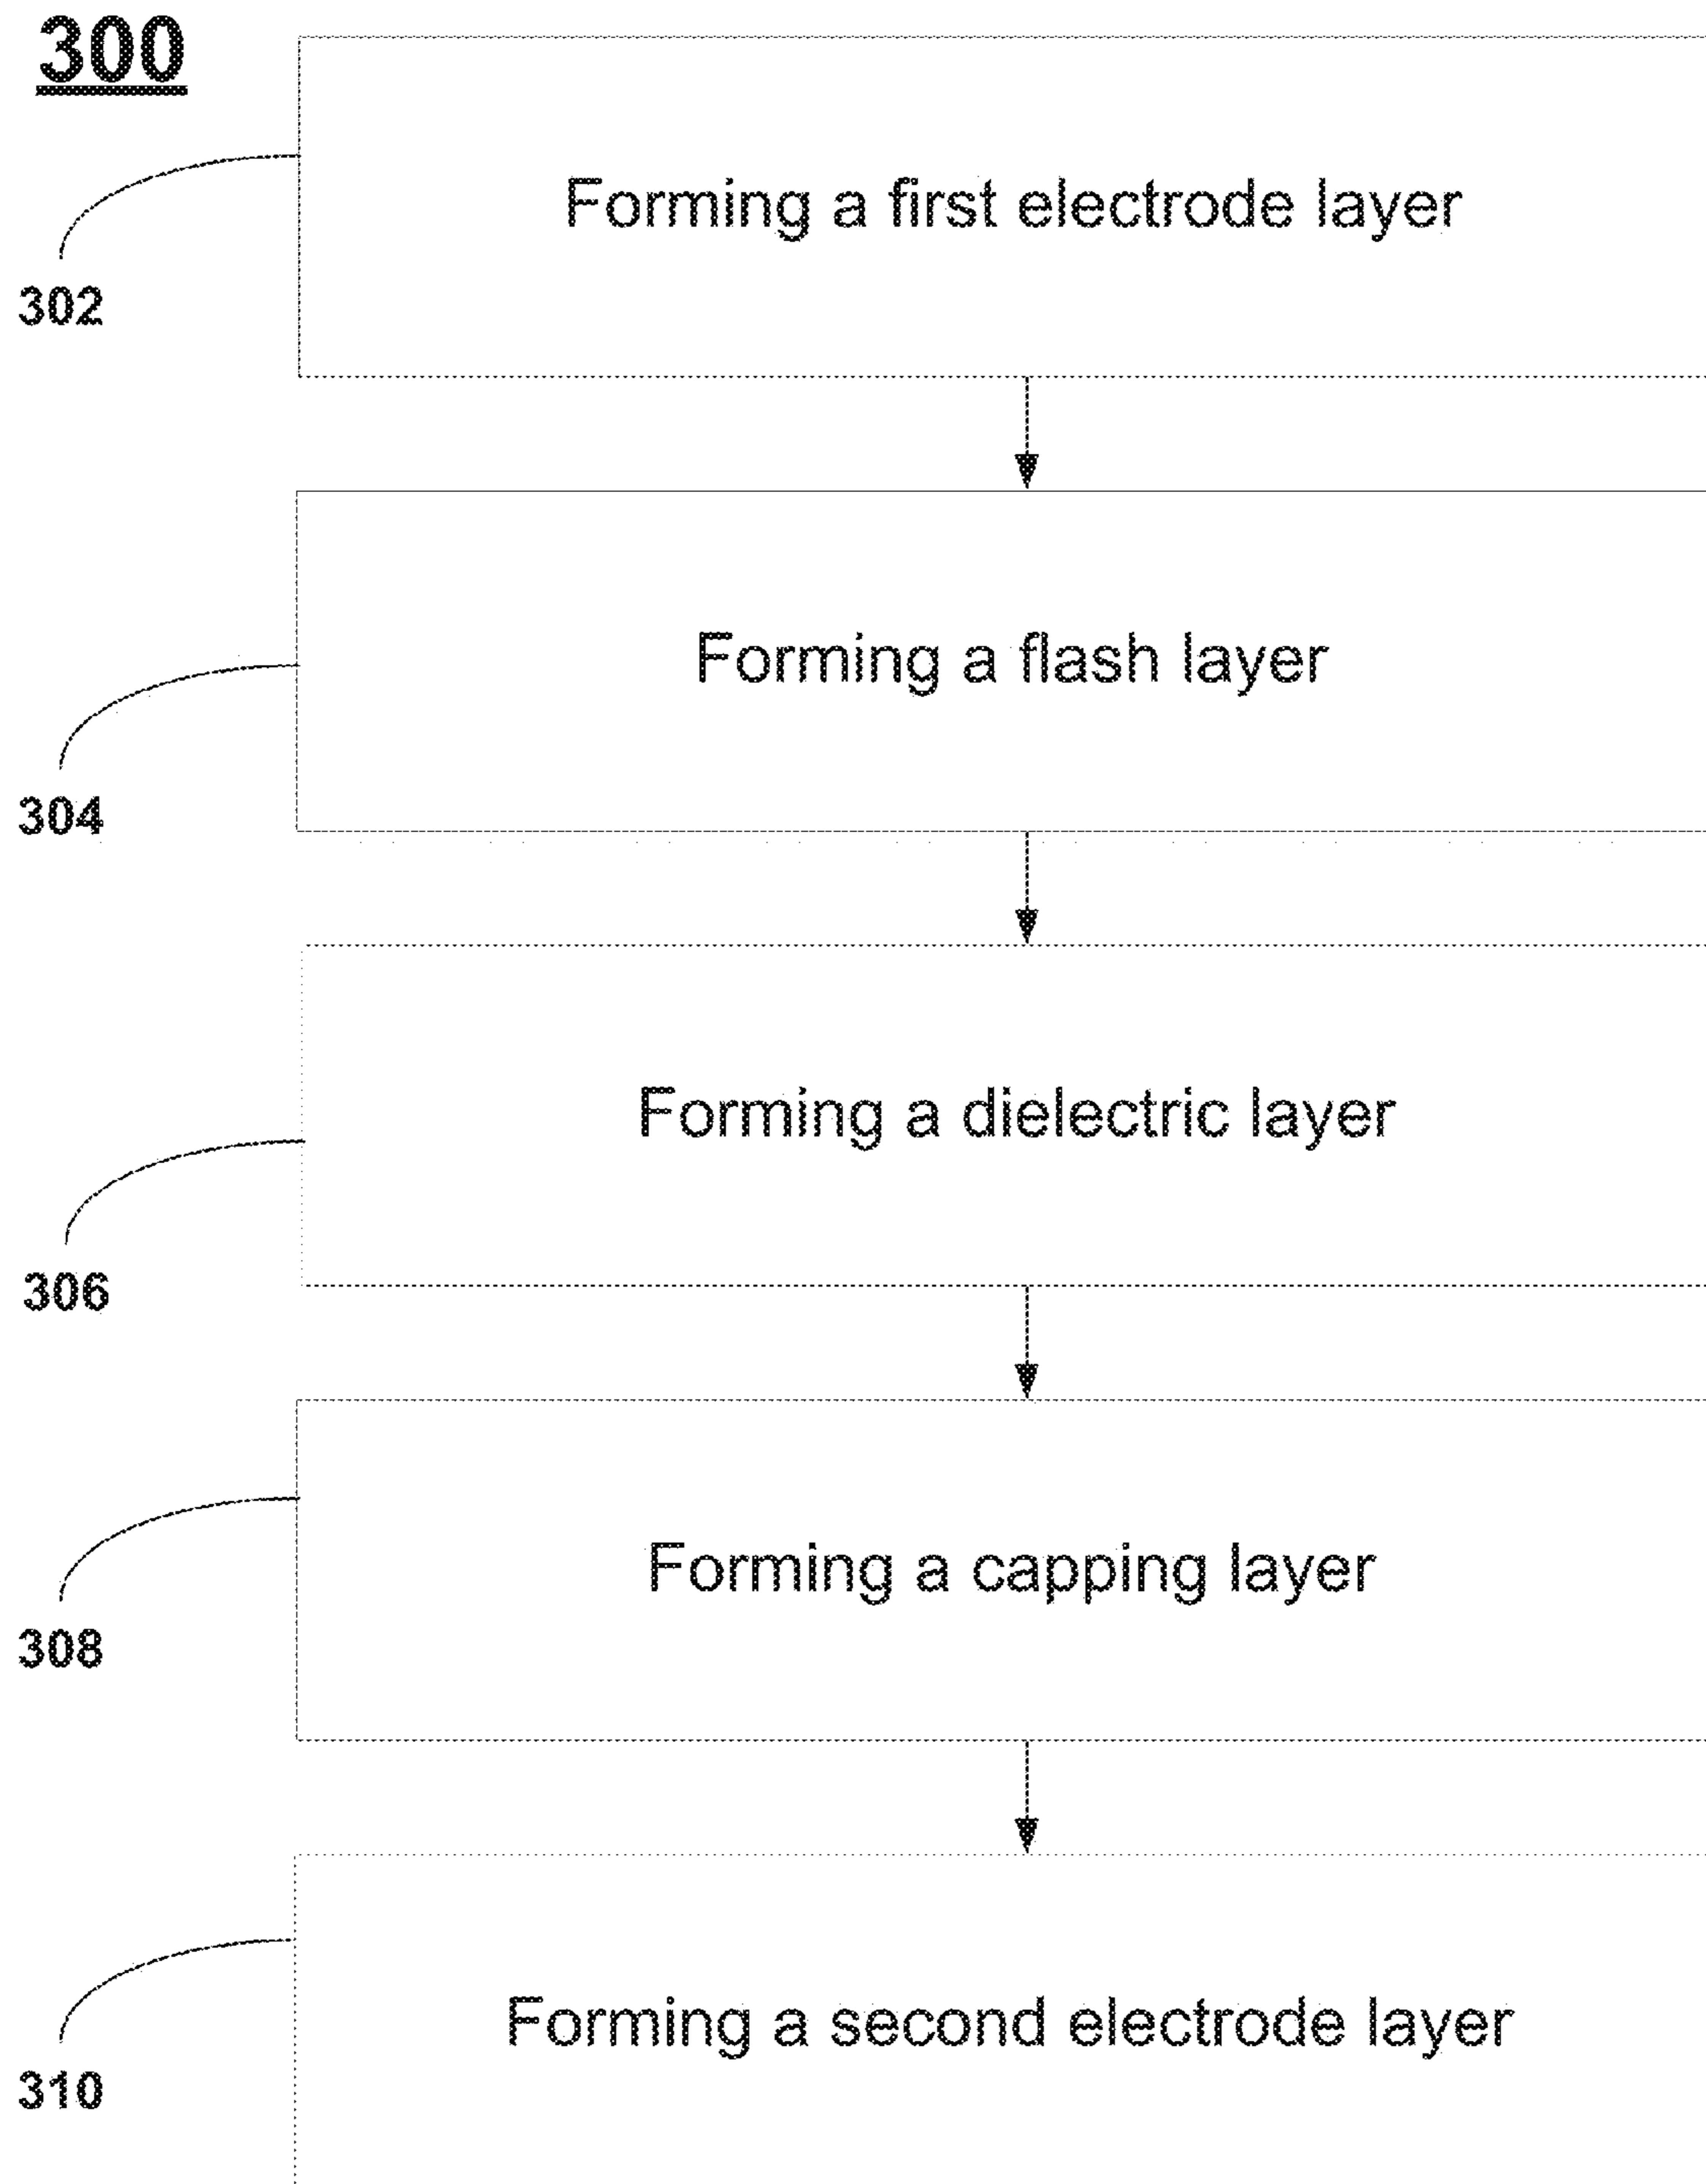 300
Forming a first electrode layer
302
Forming a flash layer
304
Forming a dielectric layer
306
Forming a capping layer
308
Forming a second electrode layer
310